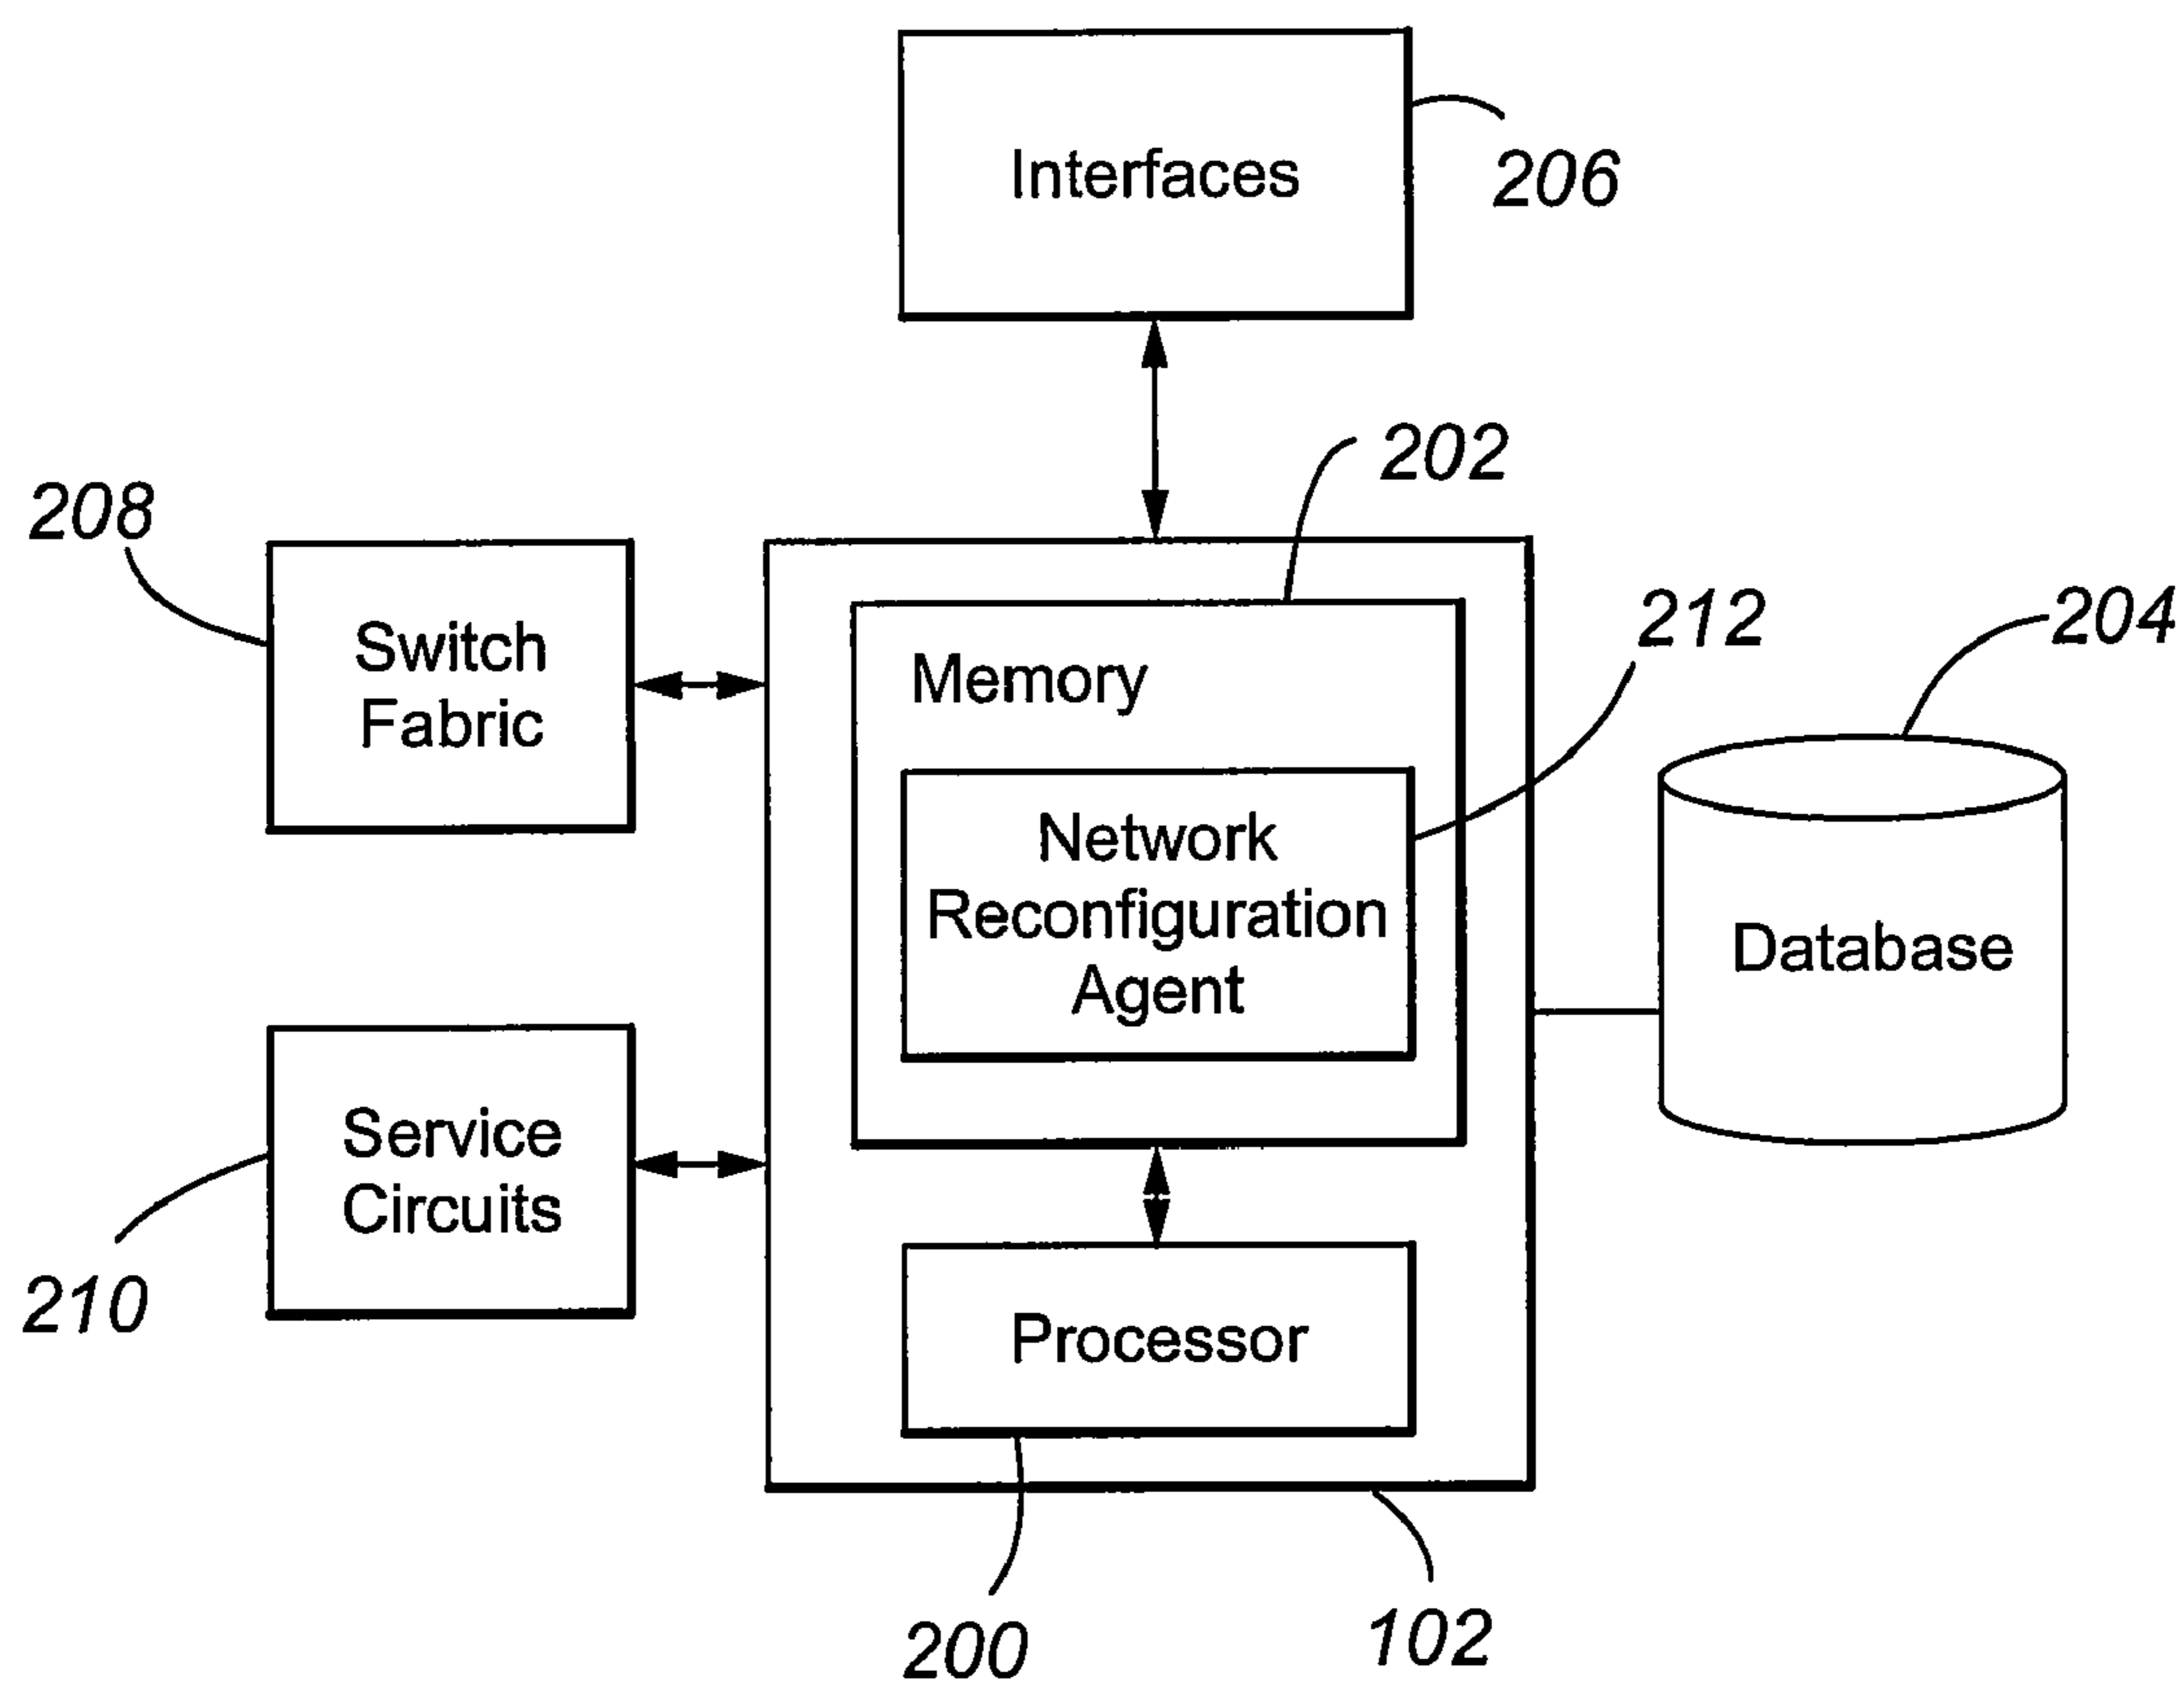 Interfaces
206
202
208
212
204
Switch
Fabric
Memory
Network
Reconfiguration
Agent
Database
Service
Circuits
210
Processor
200
102